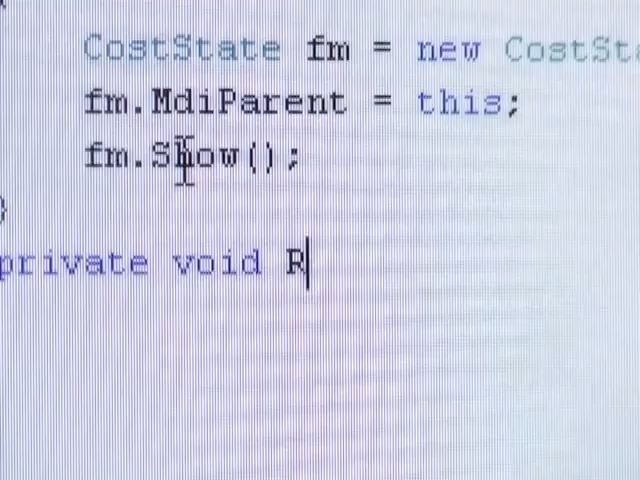 CostState fm = new CostSta
fm.MdiParent = this;
fm.Show();
}
private void R